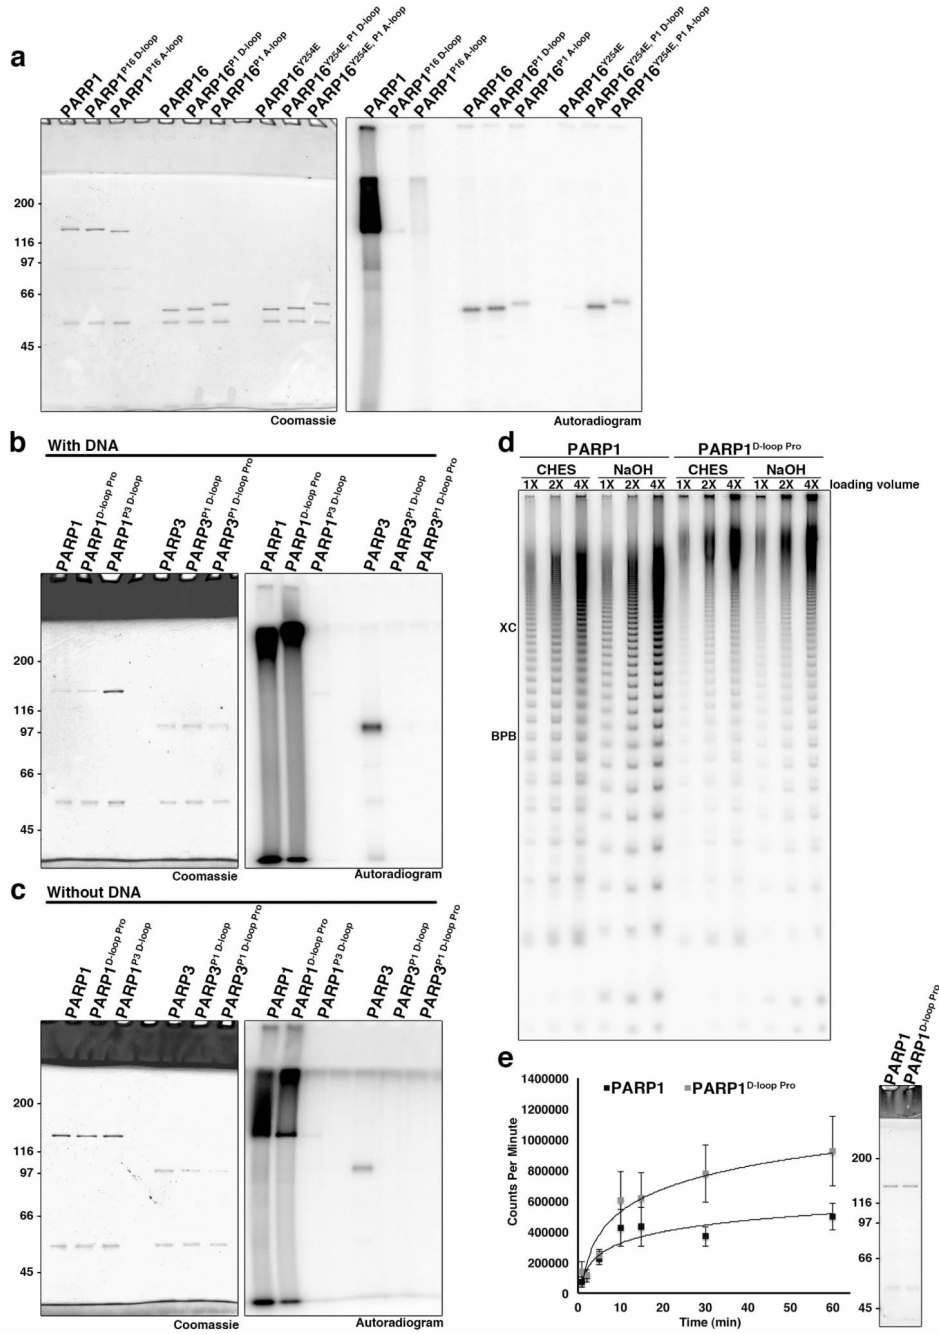 a
PARP1
PARP1P16 D-loop
PARP1P16 A-loop
PARP16
PARP16P1 D-loop
PARP16P1 A-loop
PARP16Y254E
PARP16Y254E, P1 D-loop
PARP16Y254E, P1 A-loop
PARP1
PARP1P16 D-loop
PARP1P16 A-loop
PARP16
PARP16P1 D-loop
PARP16P1 A-loop
PARP16Y254E
PARP16Y254E, P1 D-loop
PARP16Y254E, P1 A-loop
200
116
97
66
45
Coomassie
Autoradiogram
b
With DNA
PARP1
PARP1D-loop Pro
PARP1P3 D-loop
PARP3
PARP3P1 D-loop
PARP3P1 D-loop Pro
PARP1
PARP1D-loop Pro
PARP1P3 D-loop
PARP3
PARP3P1 D-loop
PARP3P1 D-loop Pro
200
116
97
66
45
Coomassie
Autoradiogram
c
Without DNA
PARP1
PARP1D-loop Pro
PARP1P3 D-loop
PARP3
PARP3P1 D-loop
PARP3P1 D-loop Pro
PARP1
PARP1D-loop Pro
PARP1P3 D-loop
PARP3
PARP3P1 D-loop
PARP3P1 D-loop Pro
200
116
97
66
45
Coomassie
Autoradiogram
d
PARP1 PARP1D-loop Pro
CHES NaOH CHES NaOH
1X 2X 4X 1X 2X 4X 1X 2X 4X 1X 2X 4X loading volume
XC
BPB
e
PARP1 PARP1D-loop Pro
1400000
1200000
1000000
800000
600000
400000
200000
0
Counts Per Minute
0 10 20 30 40 50 60
Time (min)
PARP1
PARP1D-loop Pro
200
116
97
66
45